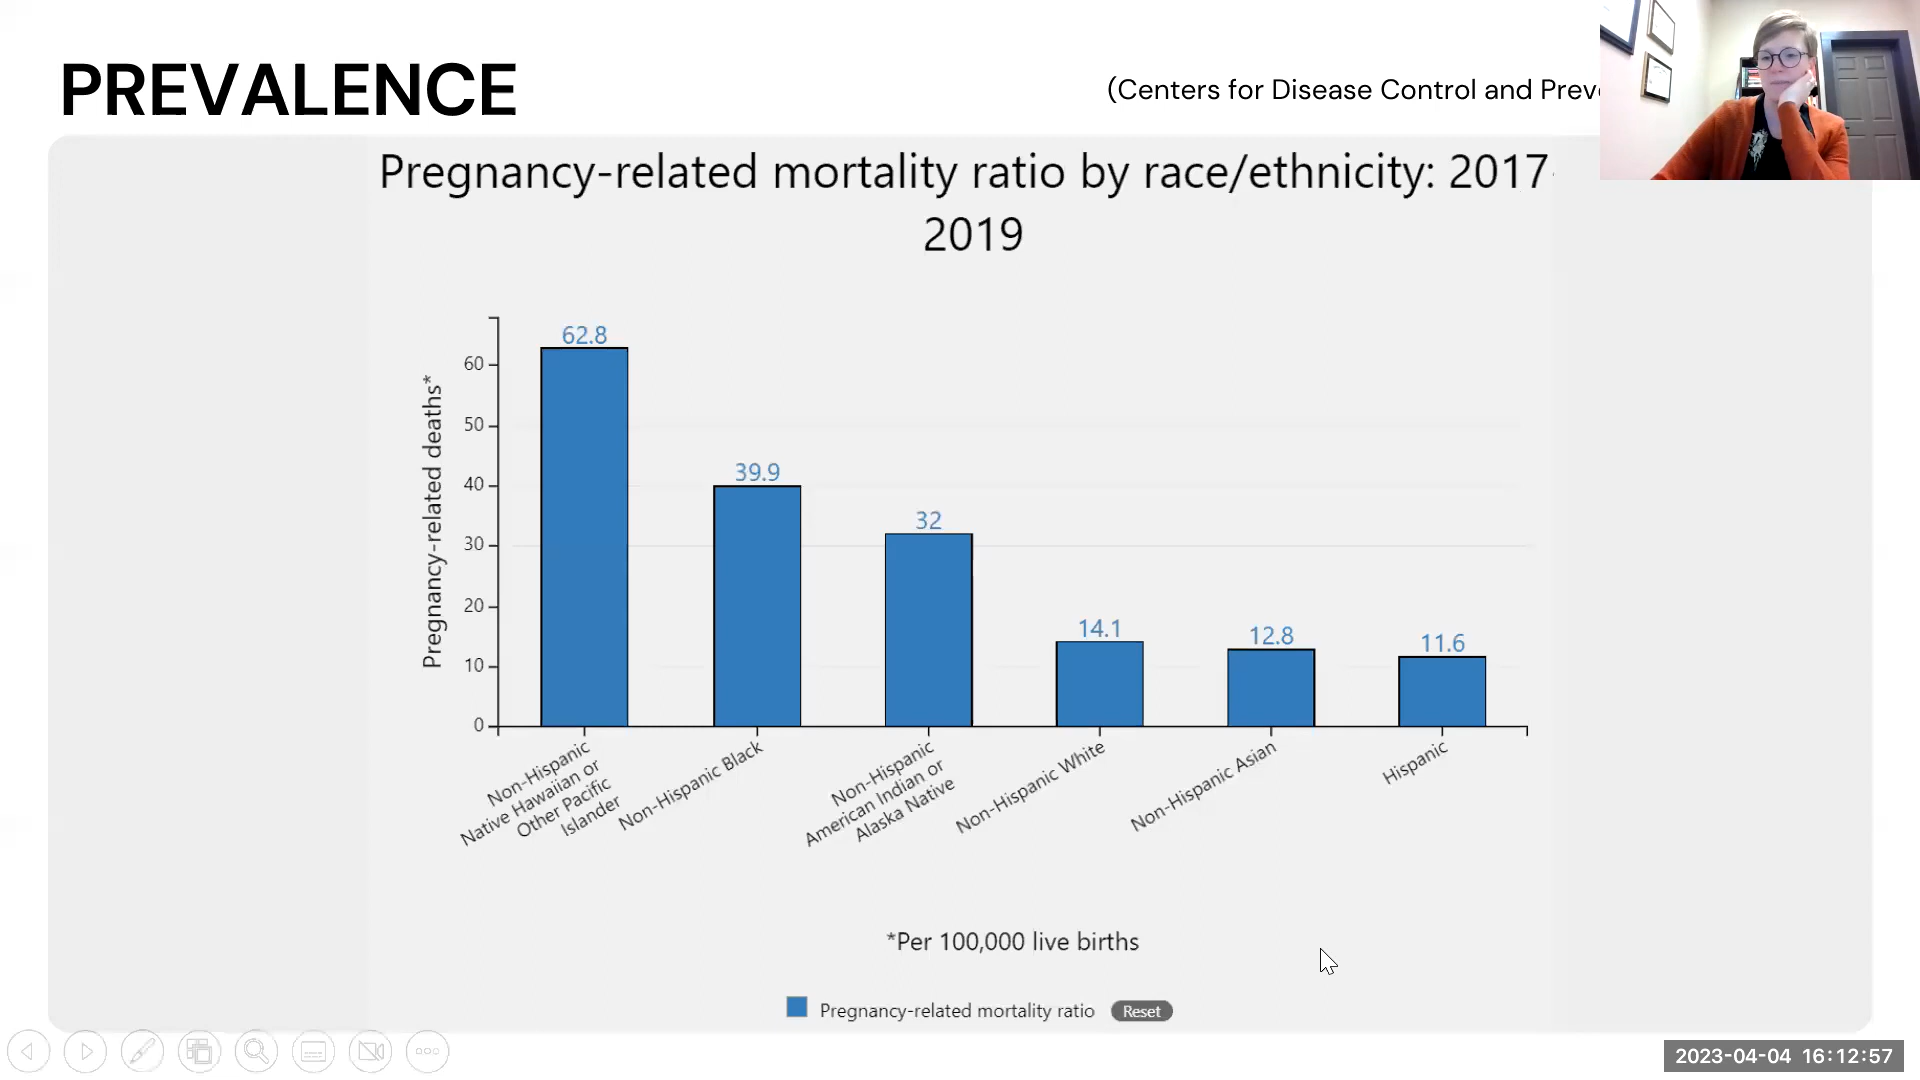 PREVALENCE
(Centers for Disease Control and
Pregnancy-related mortality ratio by race/ethnicity: 2017-
2019
Pregnancy-related deaths*
60
50
40
30
20
10
0
62.8
39.9
32
14.1
12.8
11.6
Non-Hispanic
Native Hawaiian or
Other Pacific
Islander
Non-Hispanic Black
Non-Hispanic
American Indian or
Alaska Native
Non-Hispanic White
Non-Hispanic Asian
Hispanic
*Per 100,000 live births
Pregnancy-related mortality ratio
Reset
2023-04-04 16:12:57